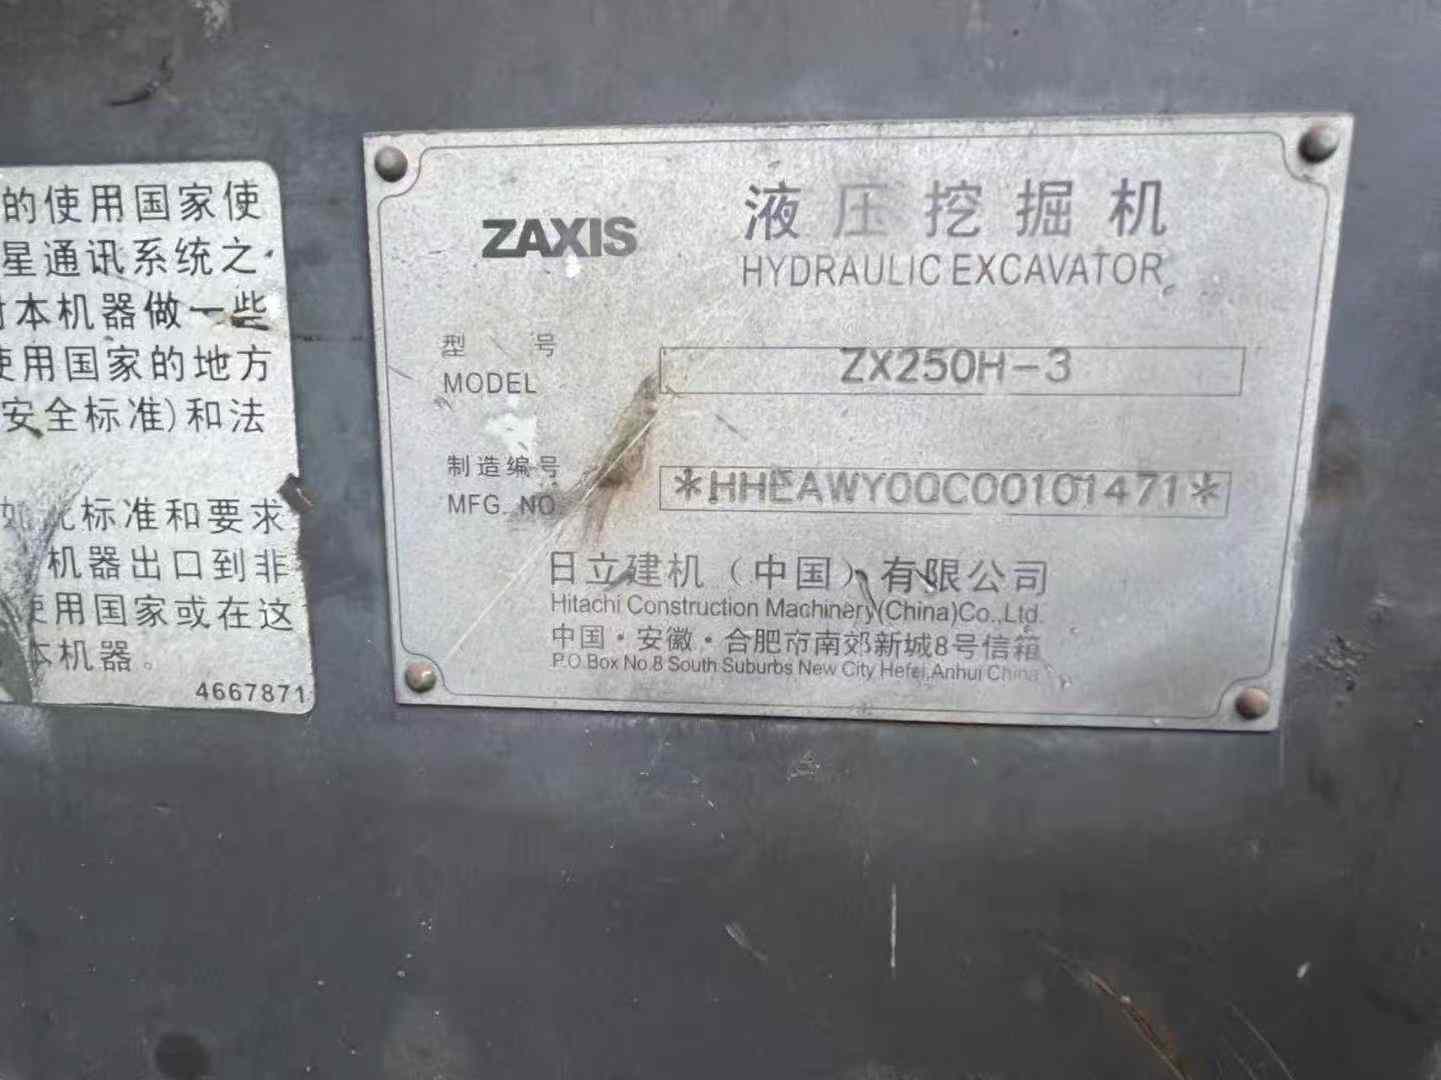 的使用国家使
星通讯系统之
对本机器做一些
使用国家的地方
安全标准)和法
标准和要求
机器出口到非
使用国家或在这
本机器。
4667871
ZAXIS
液压挖掘机
HYDRAULIC EXCAVATOR
型号
MODEL
ZX250H-3
制造编号
MFG. NO.
*HHEAWY00C00101471*
日立建机（中国）有限公司
Hitachi Construction Machinery(China)Co.,Ltd.
中国·安徽·合肥市南郊新城8号信箱
P.O.Box No.8 South Suburbs New City Hefei,Anhui China